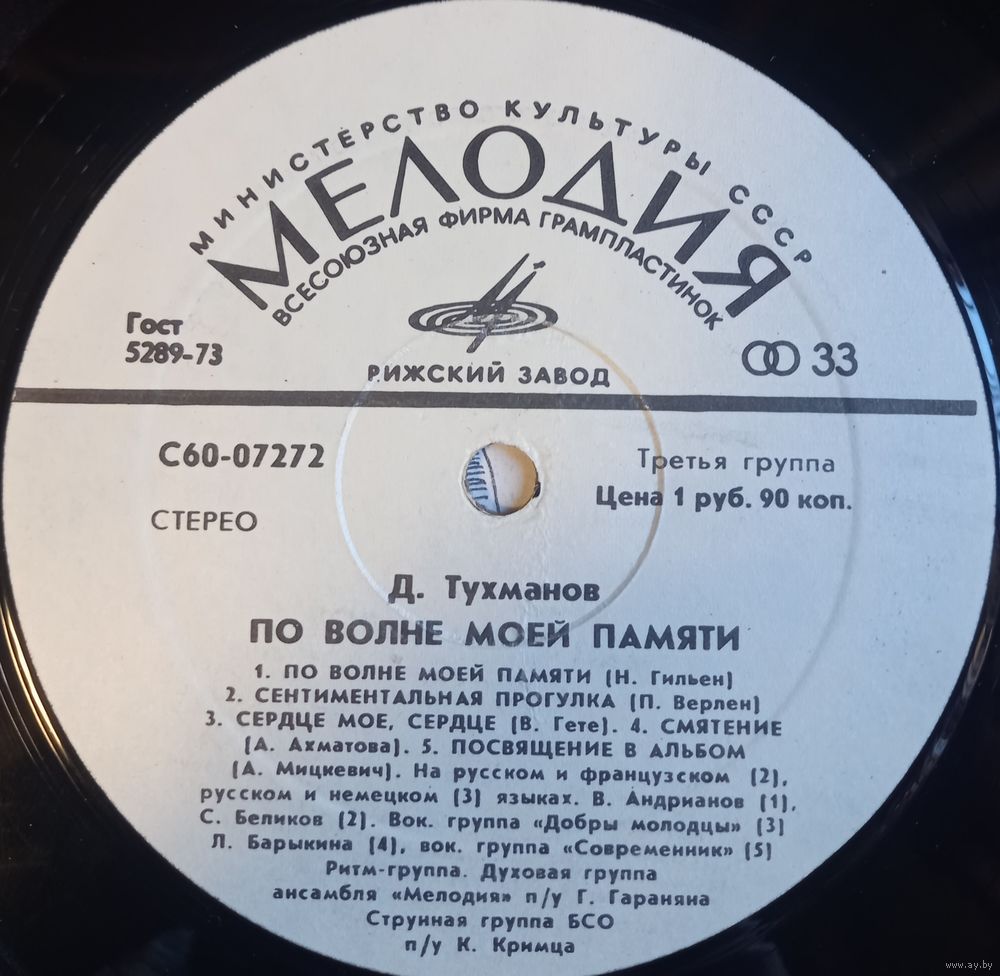 МИНИСТЕРСТВО КУЛЬТУРЫ СССР
МЕЛОДИЯ
ВСЕСОЮЗНАЯ ФИРМА ГРАМПЛАСТИНОК
Гост
5289-73
РИЖСКИЙ ЗАВОД
33
С60-07272
СТЕРЕО
Третья группа
Цена 1 руб. 90 коп.
Д. Тухманов
ПО ВОЛНЕ МОЕЙ ПАМЯТИ
1. ПО ВОЛНЕ МОЕЙ ПАМЯТИ (Н. Гильен)
2. СЕНТИМЕНТАЛЬНАЯ ПРОГУЛКА (П. Верлен)
3. СЕРДЦЕ МОЕ, СЕРДЦЕ (В. Гете). 4. СМЯТЕНИЕ
(А. Ахматова). 5. ПОСВЯЩЕНИЕ В АЛЬБОМ
(А. Мицкевич). На русском и французском (2),
русском и немецком (3) языках. В. Андрианов (1),
С. Беликов (2). Вок. группа «Добры молодцы» (3)
Л. Барыкина (4), вок. группа «Современник» (5)
Ритм-группа. Духовая группа
ансамбля «Мелодия» п/у Г. Гараняна
Струнная группа БСО
п/у К. Кримца
www.ay.by